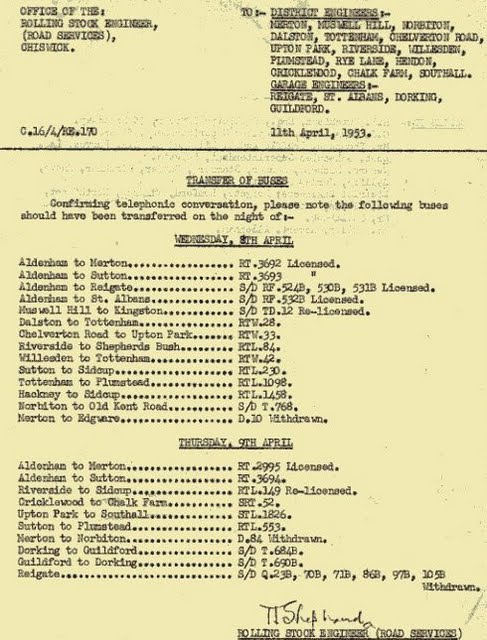 OFFICE OF THE:
ROLLING STOCK ENGINEER,
(ROAD SERVICES),
CHISWICK.
TO:- DISTRICT ENGINEERS:-
MERTON, MUSWELL HILL, NORBITON,
DALSTON, TOTTENHAM, CHELVERTON ROAD,
UPTON PARK, RIVERSIDE, WILLESDEN,
PLUMSTEAD, RYE LANE, HENDON,
CRICKLEWOOD, CHALK FARM, SOUTHALL.
GARAGE ENGINEERS:-
REIGATE, ST. ALBANS, DORKING,
GUILDFORD.
C.16/4/RE.170
11th April, 1953.
TRANSFER OF BUSES
Confirming telephonic conversation, please note the following buses
should have been transferred on the night of:-
WEDNESDAY, 8TH APRIL
Aldenham to Merton.................. RT.3692 Licensed.
Aldenham to Sutton.................. RT.3693 "
Aldenham to Reigate................. S/D RF.524B, 530B, 531B Licensed.
Aldenham to St. Albans.............. S/D RF.532B Licensed.
Muswell Hill to Kingston............ S/D TD.12 Re-licensed.
Dalston to Tottenham................ RTW.28.
Chelverton Road to Upton Park....... RTW.33.
Riverside to Shepherds Bush......... RTL.84.
Willesden to Tottenham.............. RTW.42.
Sutton to Sidcup.................... RTL.230.
Tottenham to Plumstead.............. RTL.1098.
Hackney to Sidcup................... RTL.1458.
Norbiton to Old Kent Road........... S/D T.768.
Merton to Edgware................... D.10 Withdrawn.
THURSDAY, 9TH APRIL
Aldenham to Merton.................. RT.2995 Licensed.
Aldenham to Sutton.................. RT.3694.
Riverside to Sidcup................. RTL.149 Re-licensed.
Cricklewood to Chalk Farm........... SRT.52.
Upton Park to Southall.............. STL.1826.
Sutton to Plumstead................. RTL.553.
Merton to Norbiton.................. D.84 Withdrawn.
Dorking to Guildford................ S/D T.684B.
Guildford to Dorking................ S/D T.690B.
Reigate............................. S/D Q.23B, 70B, 71B, 86B, 97B, 105B
Withdrawn.
ROLLING STOCK ENGINEER (ROAD SERVICES)